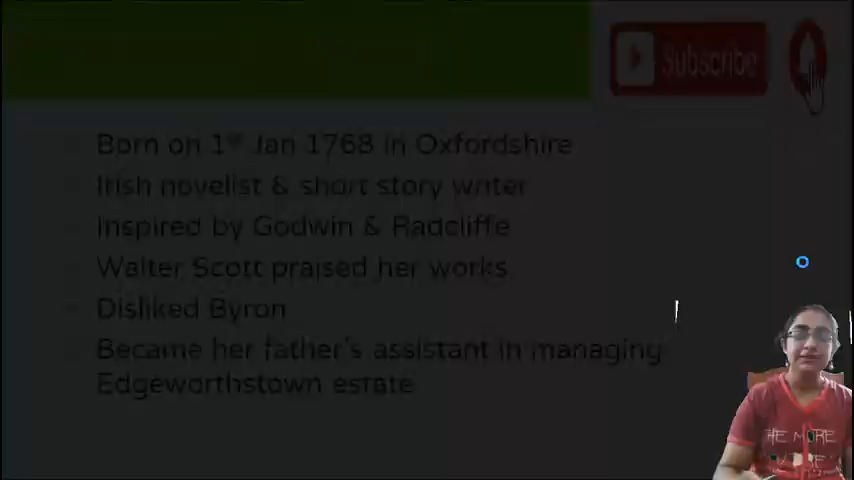 Subscribe
Born on 1st Jan 1768 in Oxfordshire
Irish novelist & short story writer
Inspired by Godwin & Radcliffe
Walter Scott praised her works
Disliked Byron
Became her father's assistant in managing
Edgeworthstown estate
THE MORE